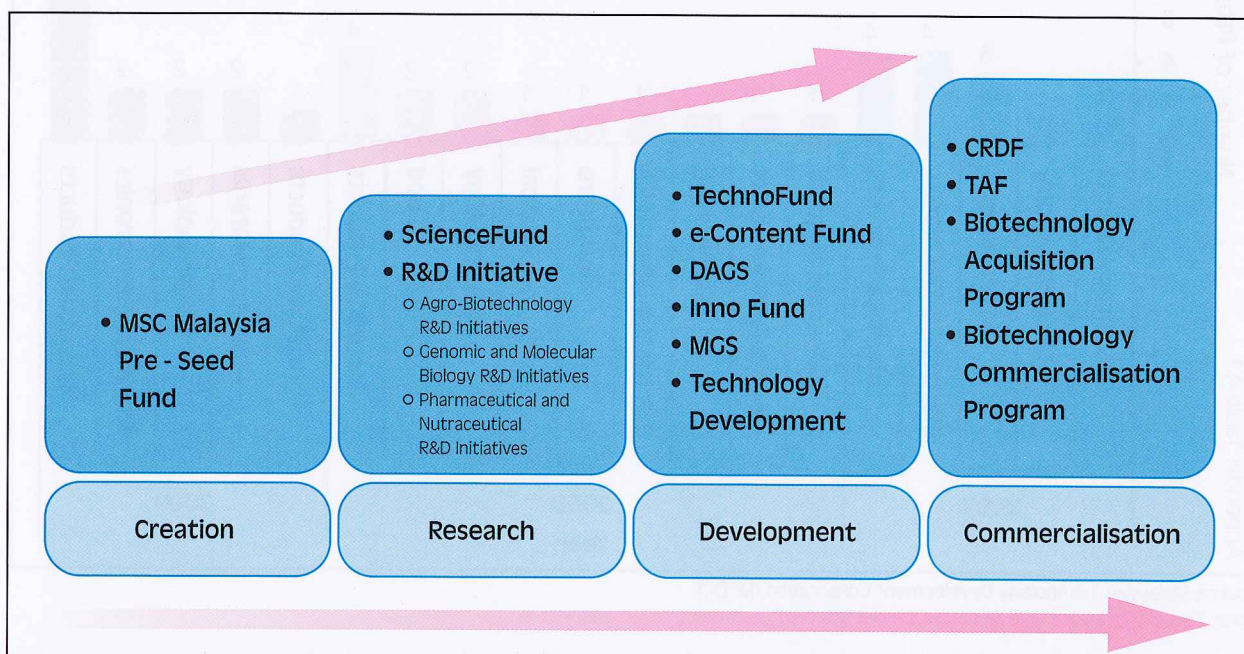 • MSC Malaysia
Pre - Seed
Fund
Creation
• ScienceFund
• R&D Initiative
○ Agro-Biotechnology
R&D Initiatives
○ Genomic and Molecular
Biology R&D Initiatives
○ Pharmaceutical and
Nutraceutical
R&D Initiatives
Research
• TechnoFund
• e-Content Fund
• DAGS
• Inno Fund
• MGS
• Technology
Development
Development
• CRDF
• TAF
• Biotechnology
Acquisition
Program
• Biotechnology
Commercialisation
Program
Commercialisation